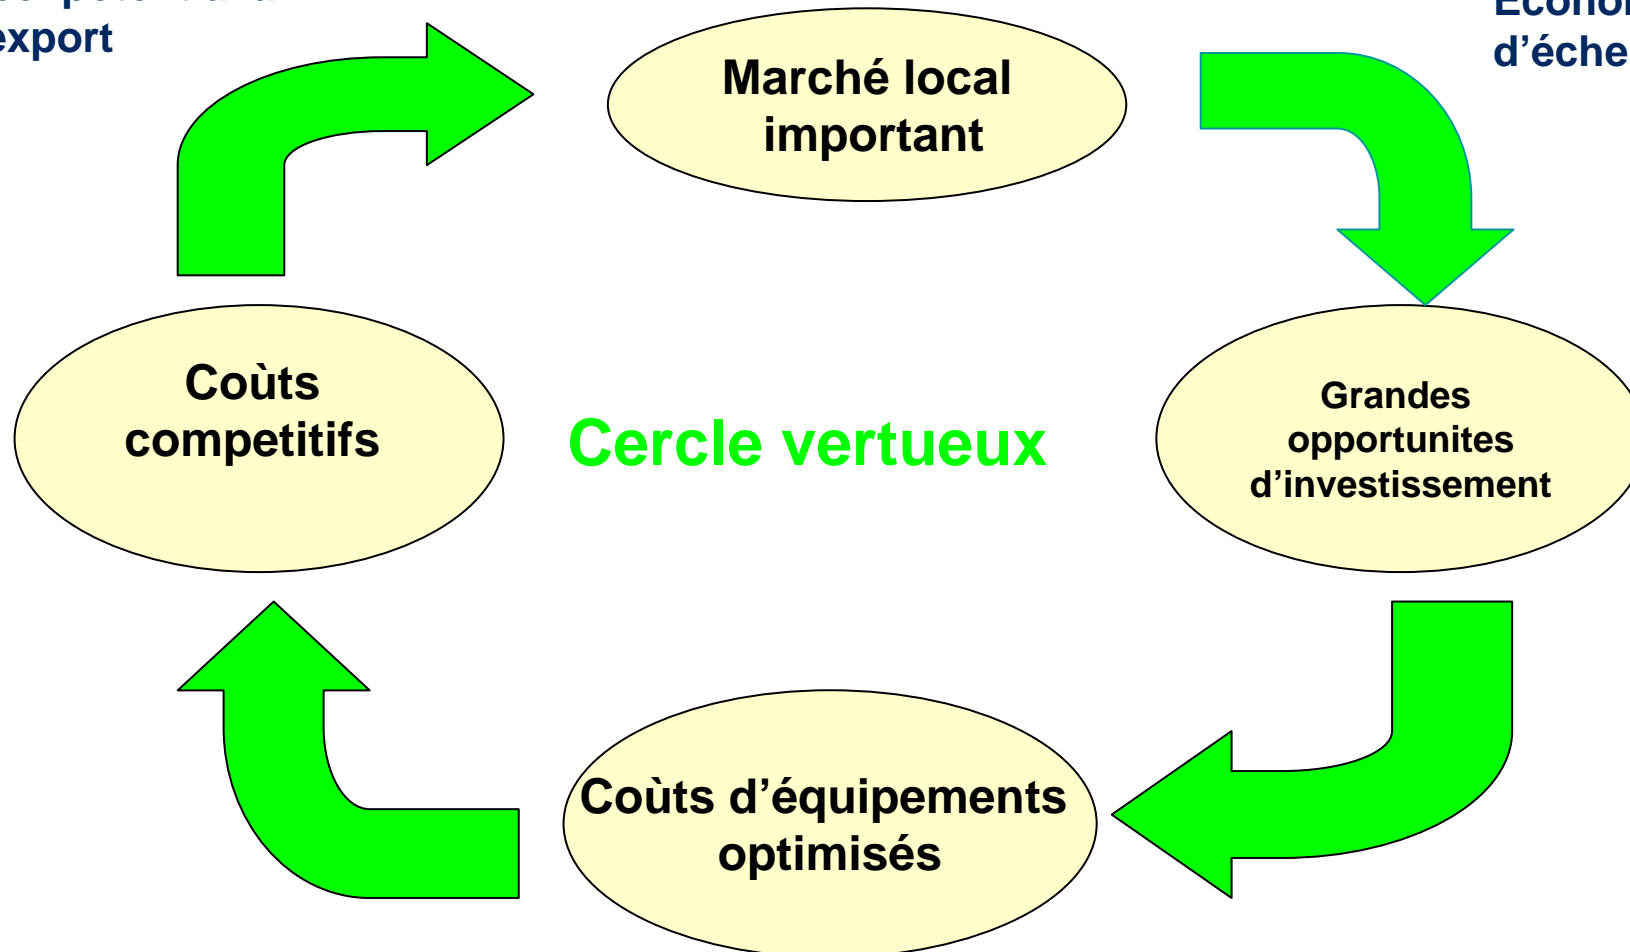 export
d’éche
Marché local
important
Coùts
competitifs
Cercle vertueux
Grandes
opportunites
d’investissement
Coùts d’équipements
optimisés